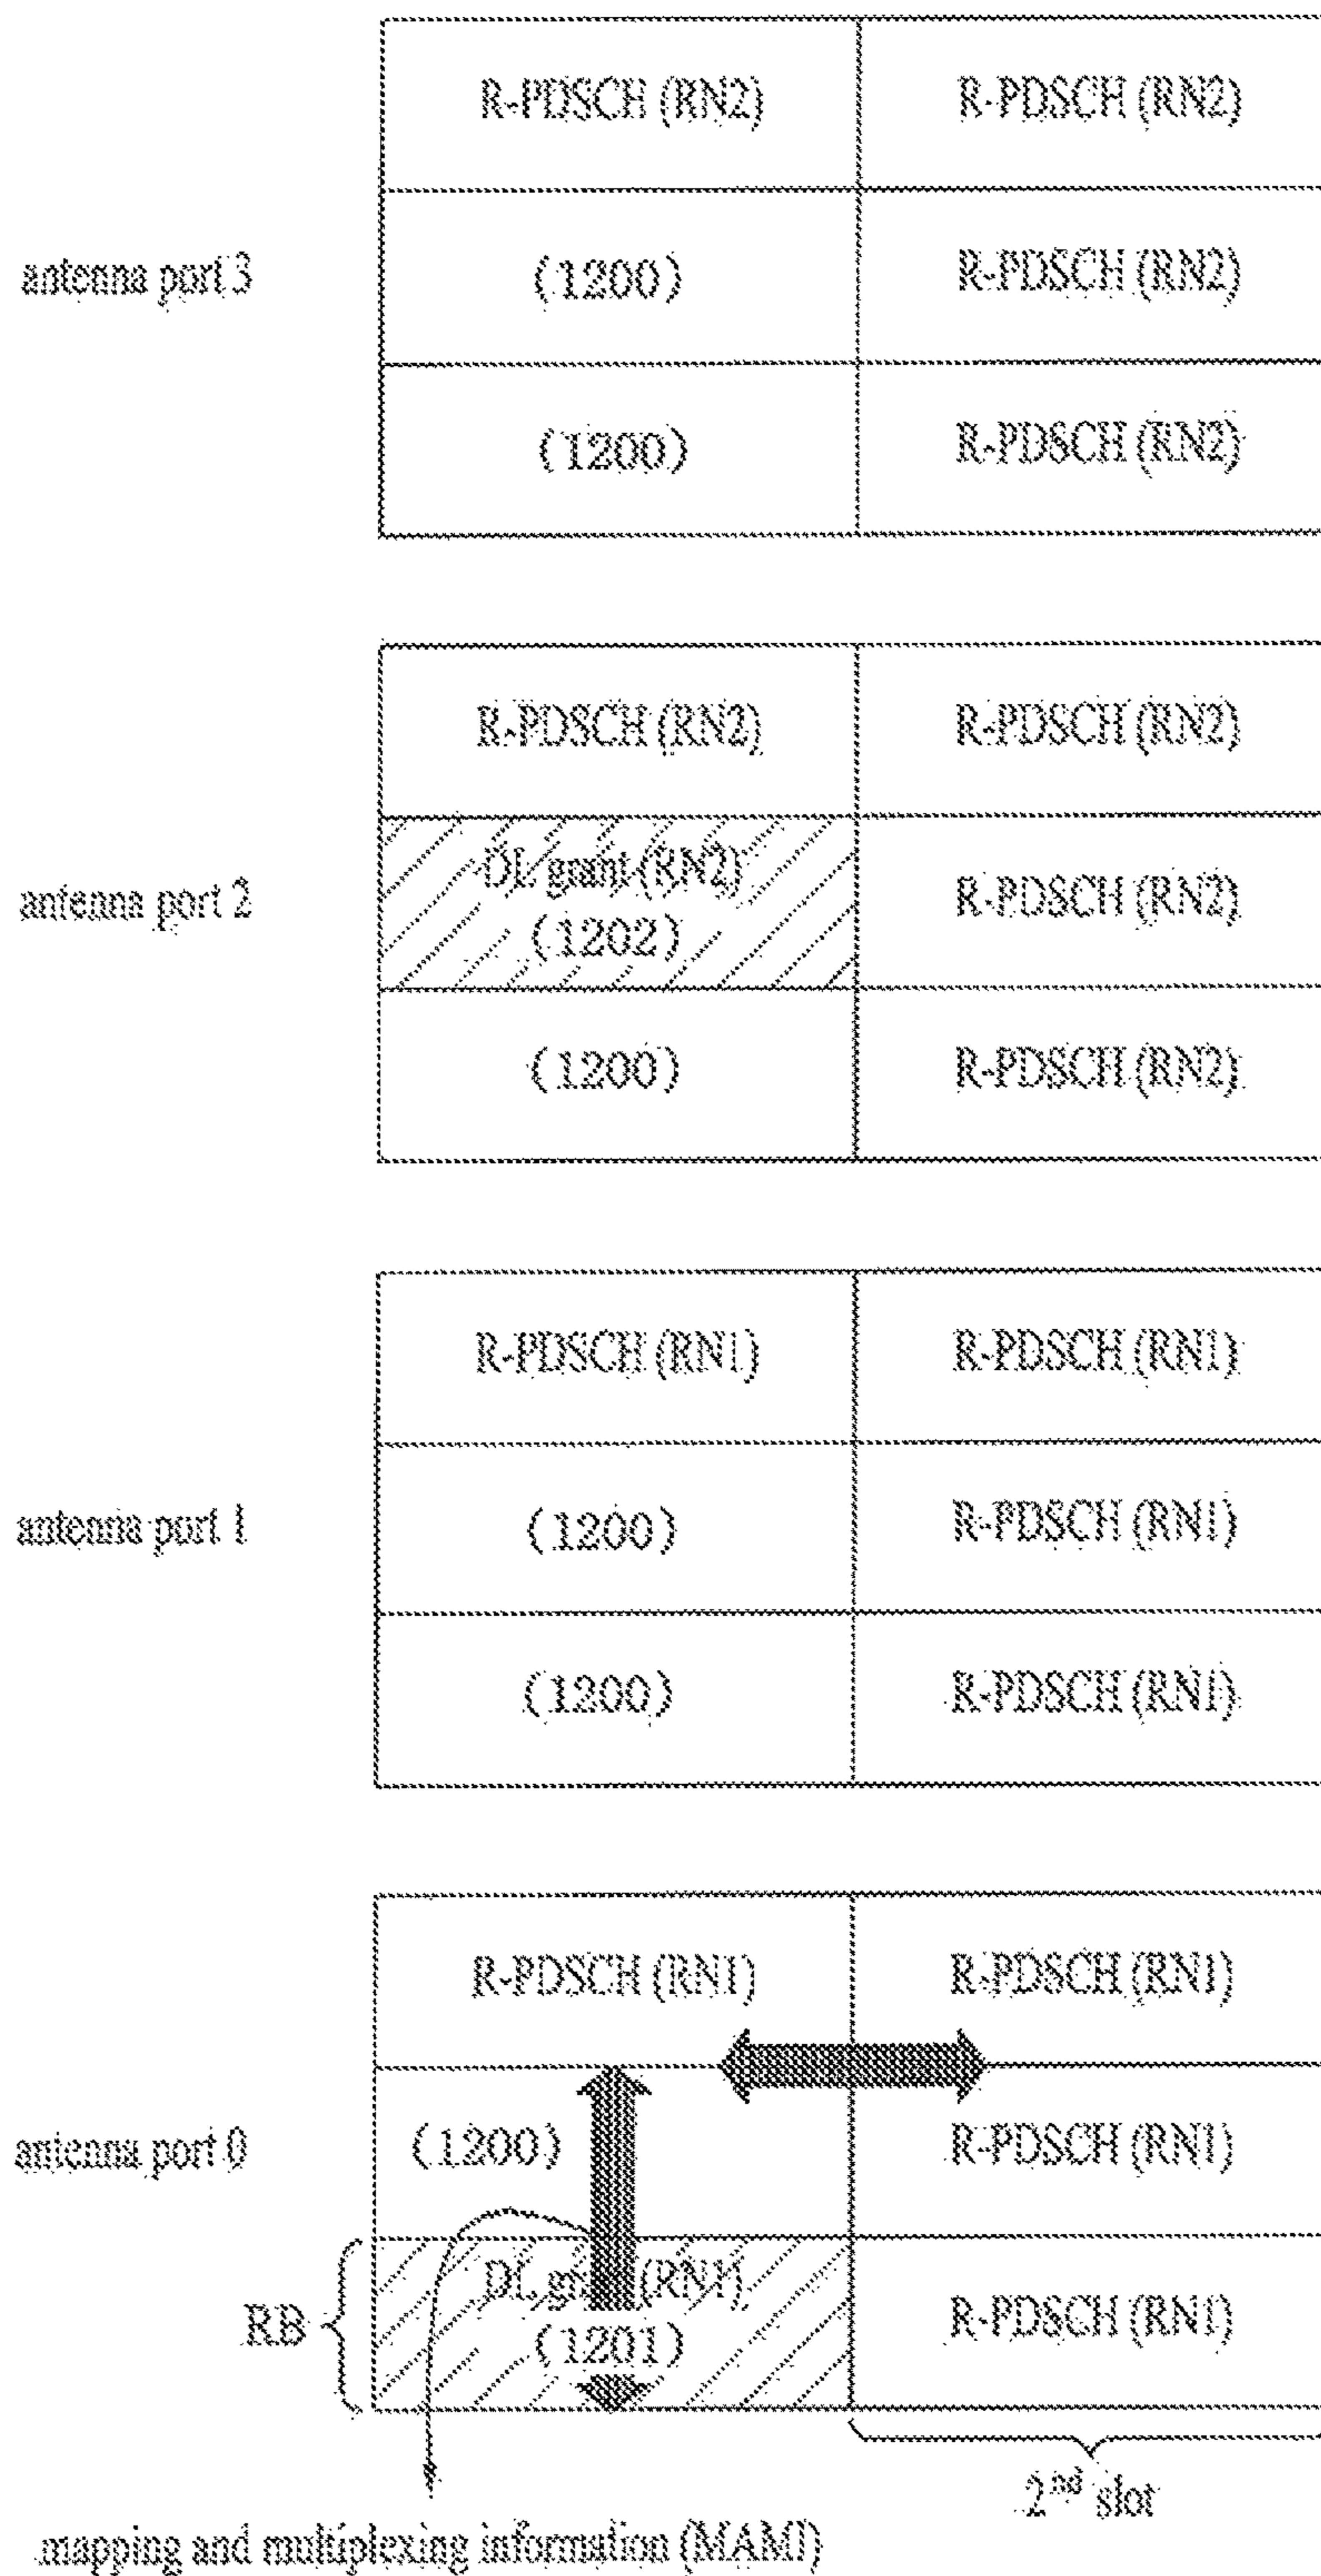 R-PDSCH (RN2) R-PDSCH (RN2)
antenna port 3 (1200) R-PDSCH (RN2)
(1200) R-PDSCH (RN2)
R-PDSCH (RN2) R-PDSCH (RN2)
DL grant (RN2)
antenna port 2 R-PDSCH (RN2)
(1202)
(1200) R-PDSCH (RN2)
R-PDSCH (RN1) R-PDSCH (RN1)
antenna port 1 (1200) R-PDSCH (RN1)
(1200) R-PDSCH (RN1)
R-PDSCH (RN1) R-PDSCH (RN1)
antenna port 0 (1200) R-PDSCH (RN1)
DL grant (RN1)
RB (1201) R-PDSCH (RN1)
2nd slot
mapping and multiplexing information (MAMI)